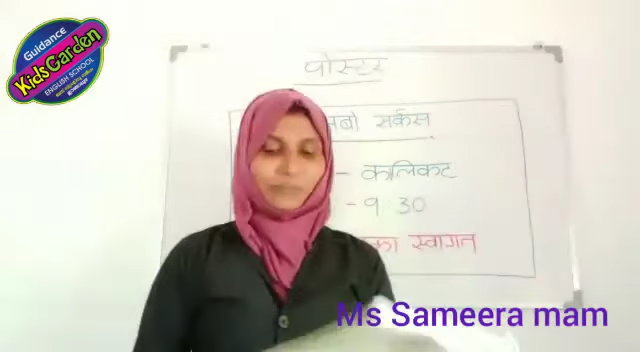 Guidance
Kids Garden
ENGLISH SCHOOL
पोस्टर
सर्कस
- कालिकट
- 9:30
का स्वागत
Ms Sameera mam